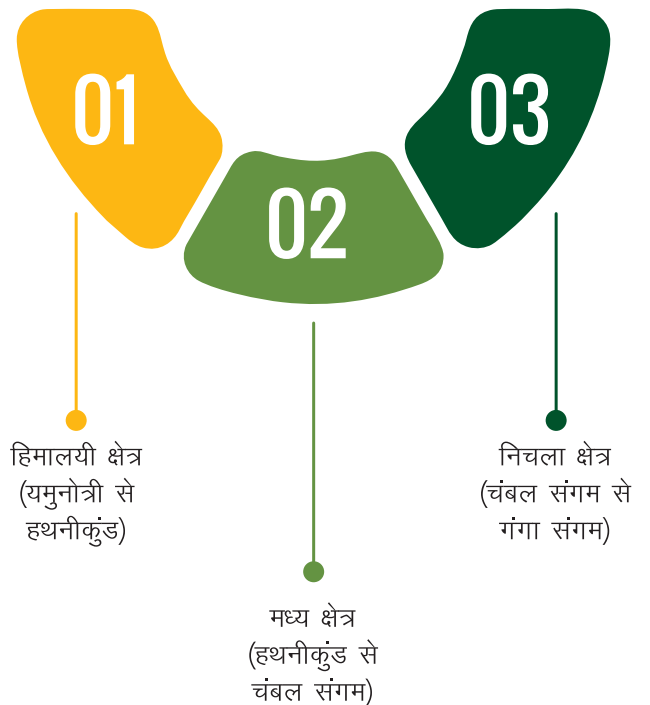 01
हिमालयी क्षेत्र
(यमुनोत्री से
हथनीकुंड)
02
मध्य क्षेत्र
(हथनीकुंड से
चंबल संगम)
03
निचला क्षेत्र
(चंबल संगम से
गंगा संगम)